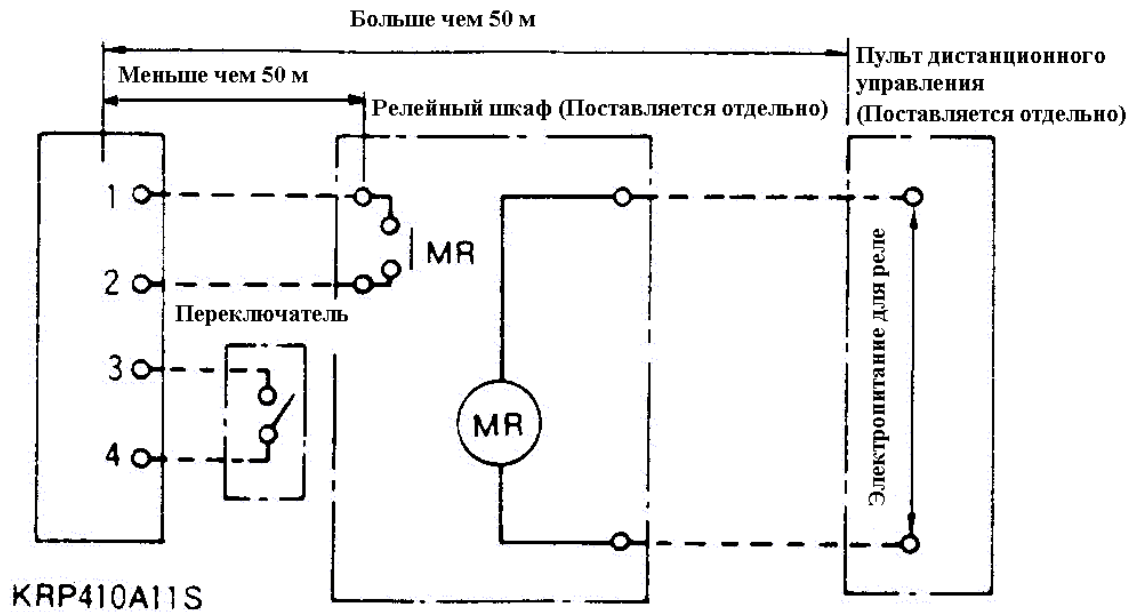 Больше чем 50 м
Меньше чем 50 м
Пульт дистанционного
управления
(Поставляется отдельно)
Релейный шкаф (Поставляется отдельно)
1
2
MR
Переключатель
3
4
MR
Электропитание для реле
KRP410A11S